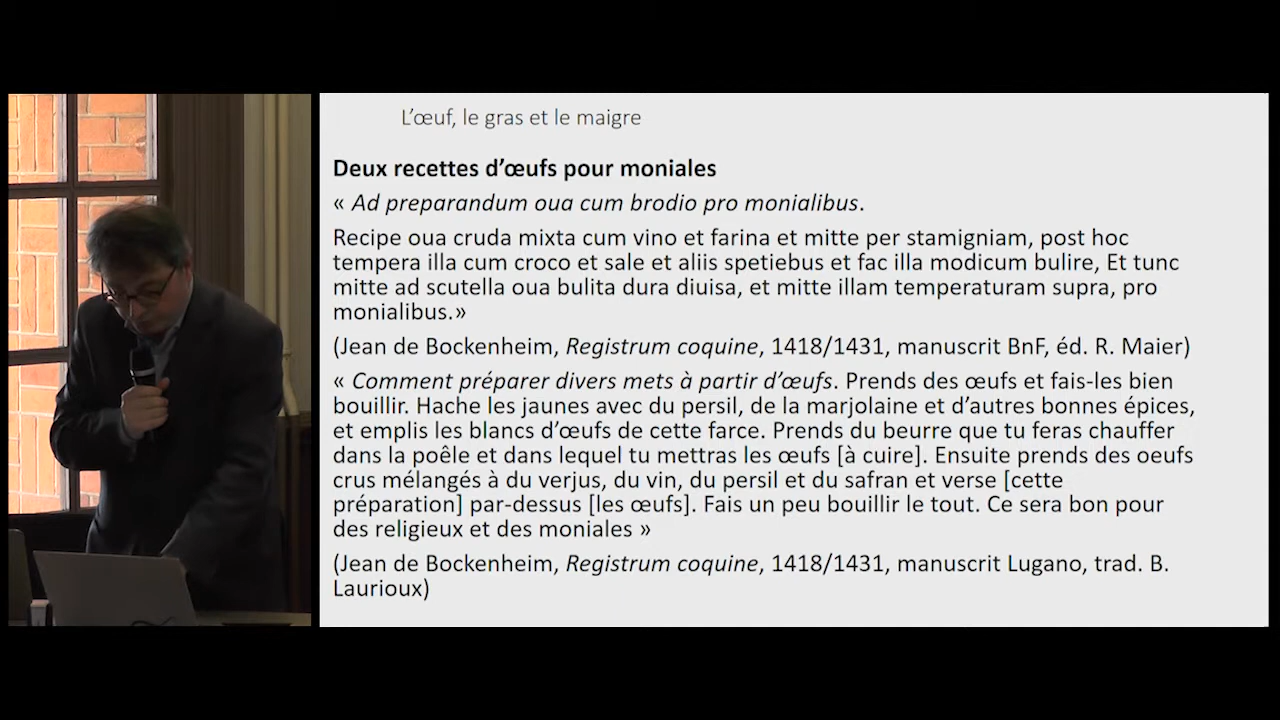 L’œuf, le gras et le maigre
Deux recettes d’œufs pour moniales
« Ad preparandum oua cum brodio pro monialibus.
Recipe oua cruda mixta cum vino et farina et mitte per stamigniam, post hoc
tempera illa cum croco et sale et aliis spetiebus et fac illa modicum bulire, Et tunc
mitte ad scutella oua bulita dura diuisa, et mitte illam temperaturam supra, pro
monialibus.»
(Jean de Bockenheim, Registrum coquine, 1418/1431, manuscrit BnF, éd. R. Maier)
« Comment préparer divers mets à partir d’œufs. Prends des œufs et fais-les bien
bouillir. Hache les jaunes avec du persil, de la marjolaine et d’autres bonnes épices,
et emplis les blancs d’œufs de cette farce. Prends du beurre que tu feras chauffer
dans la poêle et dans lequel tu mettras les œufs [à cuire]. Ensuite prends des oeufs
crus mélangés à du verjus, du vin, du persil et du safran et verse [cette
préparation] par-dessus [les œufs]. Fais un peu bouillir le tout. Ce sera bon pour
des religieux et des moniales »
(Jean de Bockenheim, Registrum coquine, 1418/1431, manuscrit Lugano, trad. B.
Laurioux)